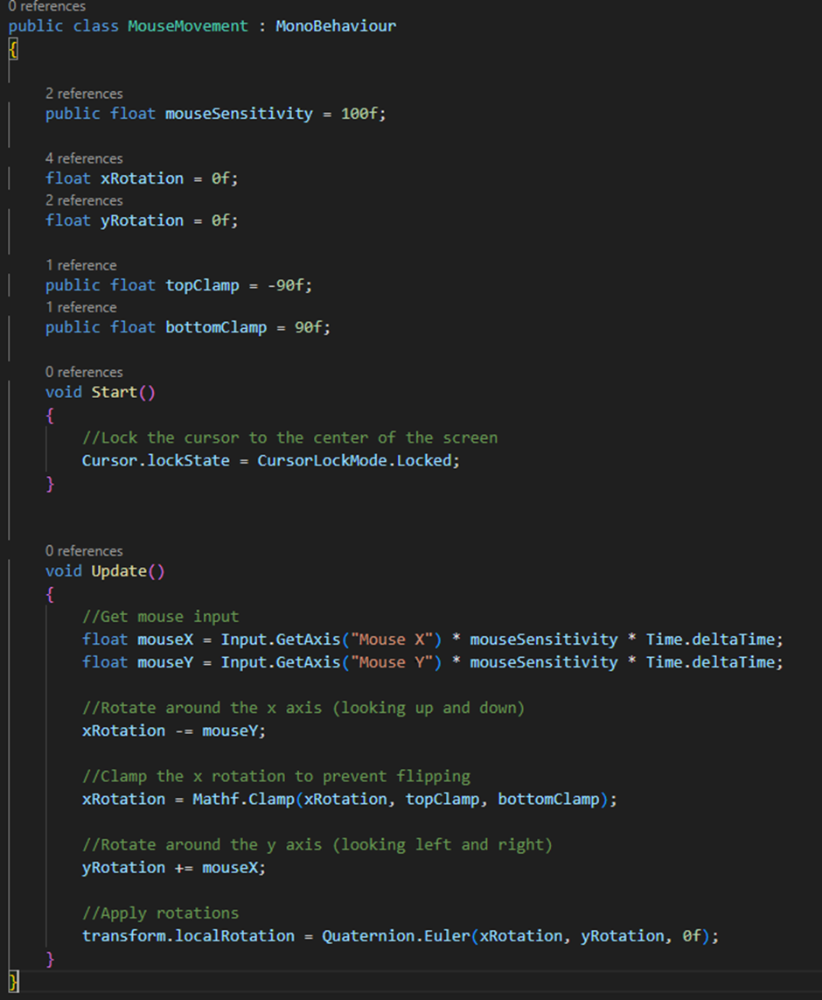 0 references
public class MouseMovement : MonoBehaviour
{
2 references
public float mouseSensitivity = 100f;
4 references
float xRotation = 0f;
2 references
float yRotation = 0f;
1 reference
public float topClamp = -90f;
1 reference
public float bottomClamp = 90f;
0 references
void Start()
{
//Lock the cursor to the center of the screen
Cursor.lockState = CursorLockMode.Locked;
}
0 references
void Update()
{
//Get mouse input
float mouseX = Input.GetAxis("Mouse X") * mouseSensitivity * Time.deltaTime;
float mouseY = Input.GetAxis("Mouse Y") * mouseSensitivity * Time.deltaTime;
//Rotate around the x axis (looking up and down)
xRotation -= mouseY;
//Clamp the x rotation to prevent flipping
xRotation = Mathf.Clamp(xRotation, topClamp, bottomClamp);
//Rotate around the y axis (looking left and right)
yRotation += mouseX;
//Apply rotations
transform.localRotation = Quaternion.Euler(xRotation, yRotation, 0f);
}
}